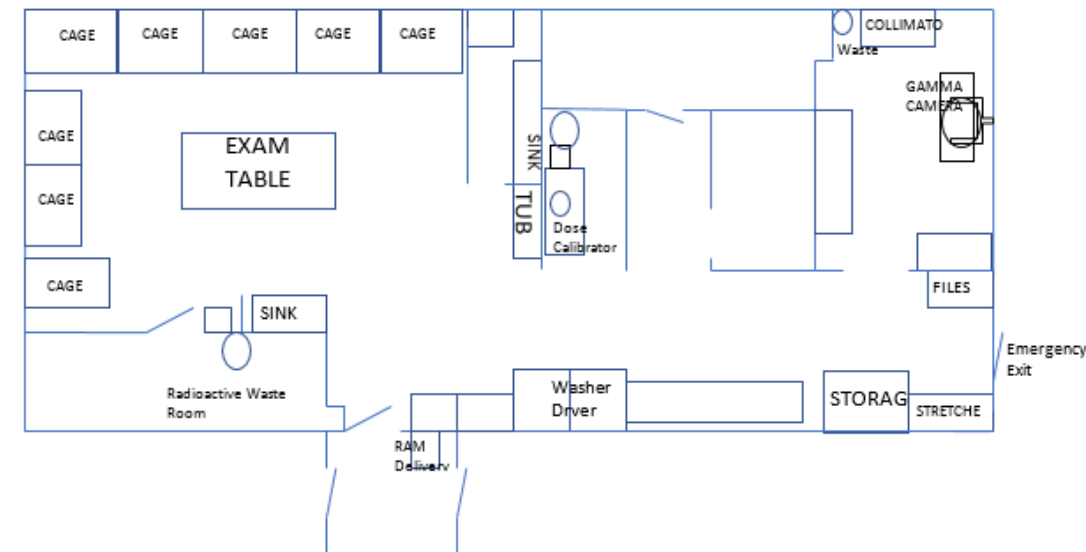 CAGE
CAGE
CAGE
CAGE
CAGE
COLLIMATO
Waste
GAMMA
CAMERA
CAGE
EXAM
TABLE
SINK
CAGE
TUB
Dose
Calibrator
CAGE
SINK
FILES
Emergency
Exit
Radioactive Waste
Room
Washer
Dryer
STORAG
STRETCHE
RAM
Delivery